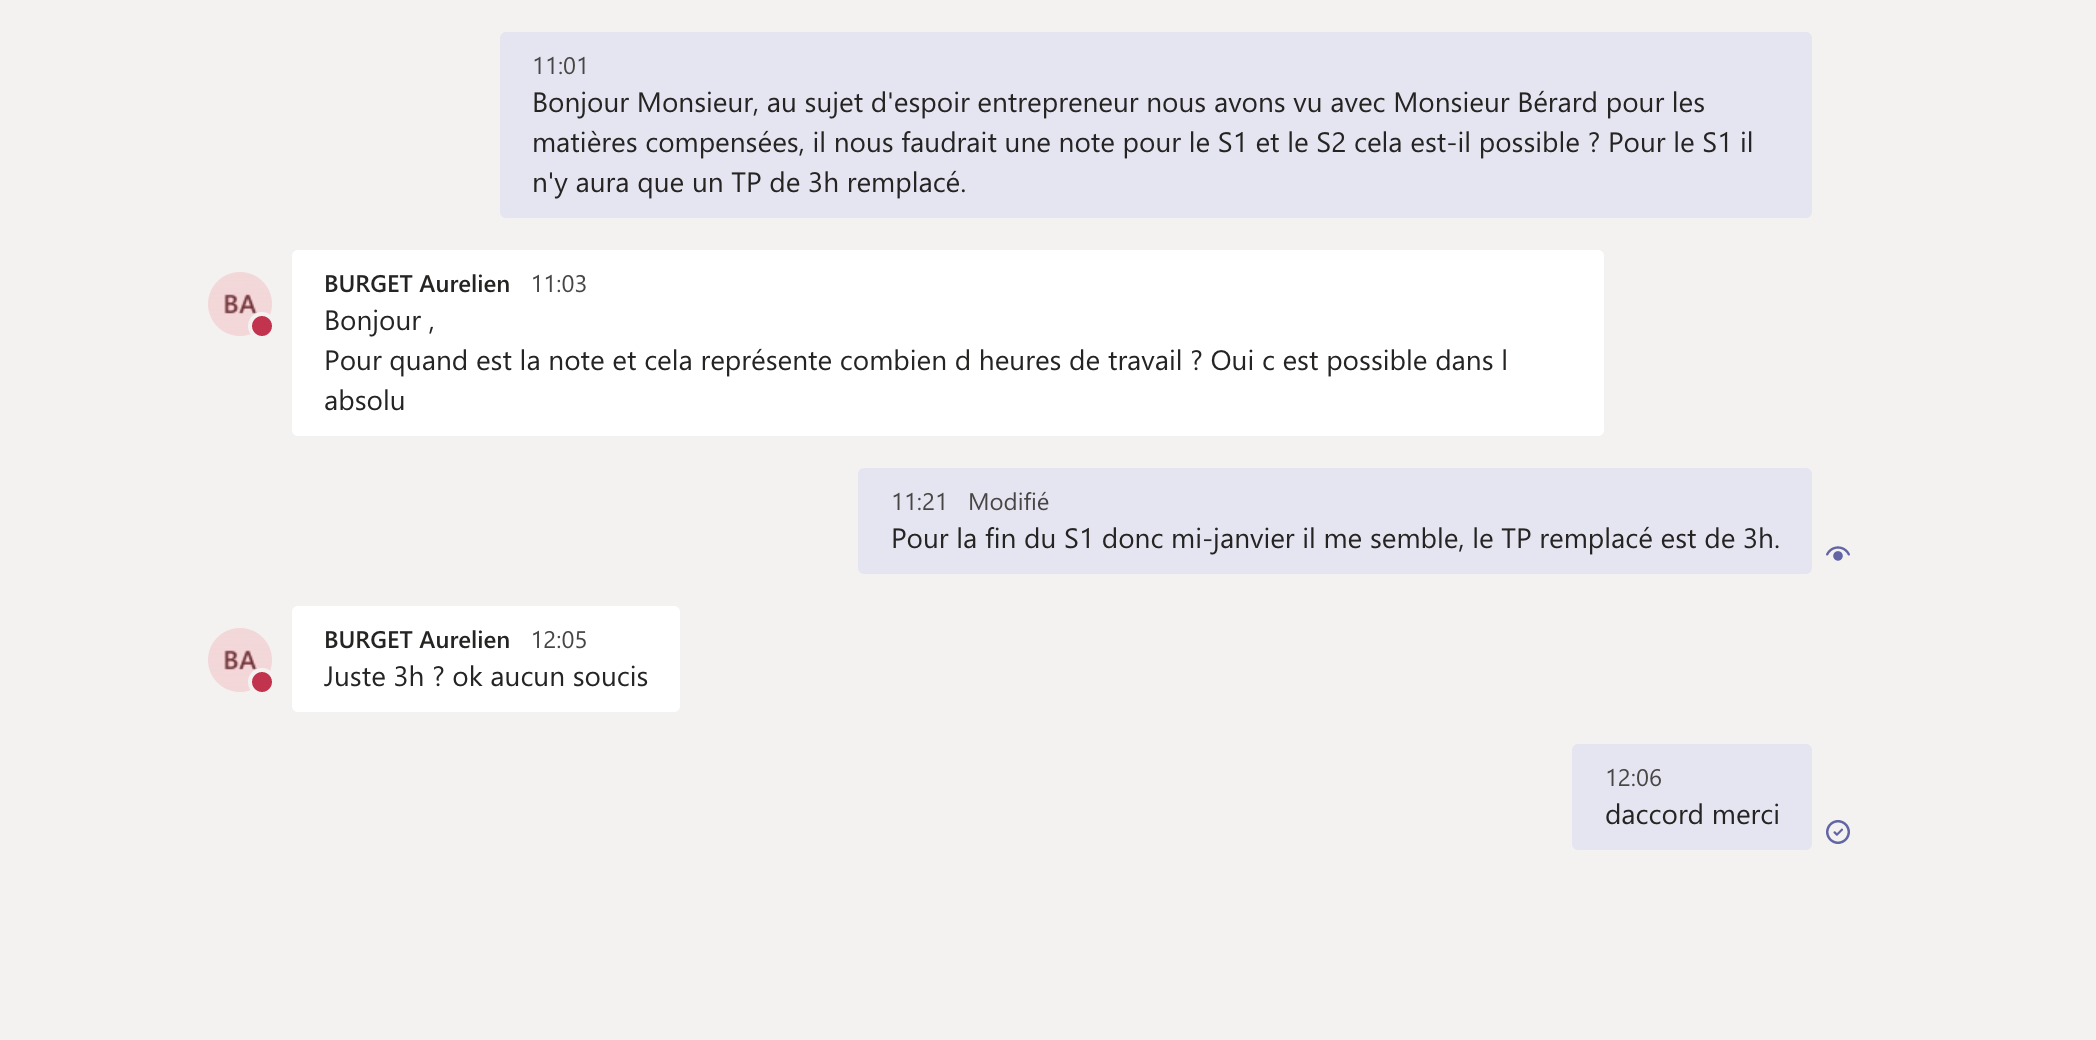 11:01
Bonjour Monsieur, au sujet d'espoir entrepreneur nous avons vu avec Monsieur Bérard pour les
matières compensées, il nous faudrait une note pour le S1 et le S2 cela est-il possible ? Pour le S1 il
n'y aura que un TP de 3h remplacé.
BA
BURGET Aurelien 11:03
Bonjour ,
Pour quand est la note et cela représente combien d heures de travail ? Oui c est possible dans l
absolu
11:21 Modifié
Pour la fin du S1 donc mi-janvier il me semble, le TP remplacé est de 3h.
BA
BURGET Aurelien 12:05
Juste 3h ? ok aucun soucis
12:06
daccord merci